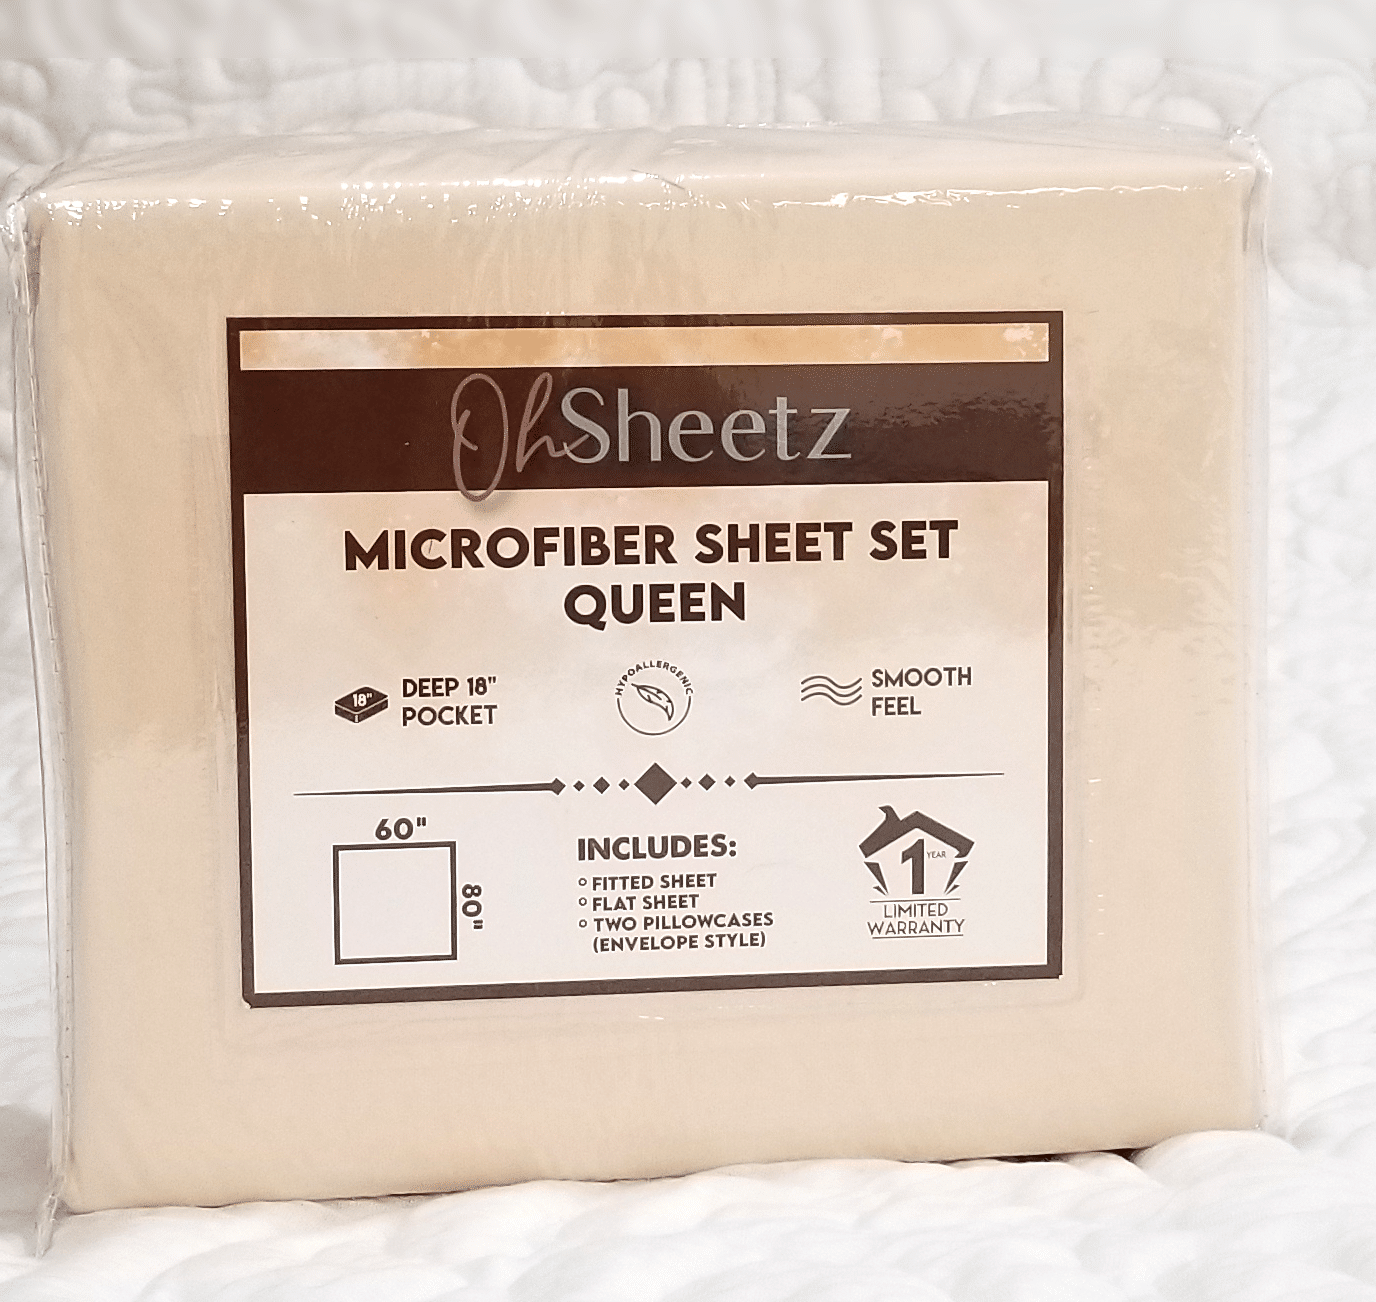 OhSheetz
MICROFIBER SHEET SET
QUEEN
18"
DEEP 18"
POCKET
HYPOALLERGENIC
SMOOTH
FEEL
60"
80"
INCLUDES:
° FITTED SHEET
° FLAT SHEET
° TWO PILLOWCASES
(ENVELOPE STYLE)
1 YEAR
LIMITED
WARRANTY